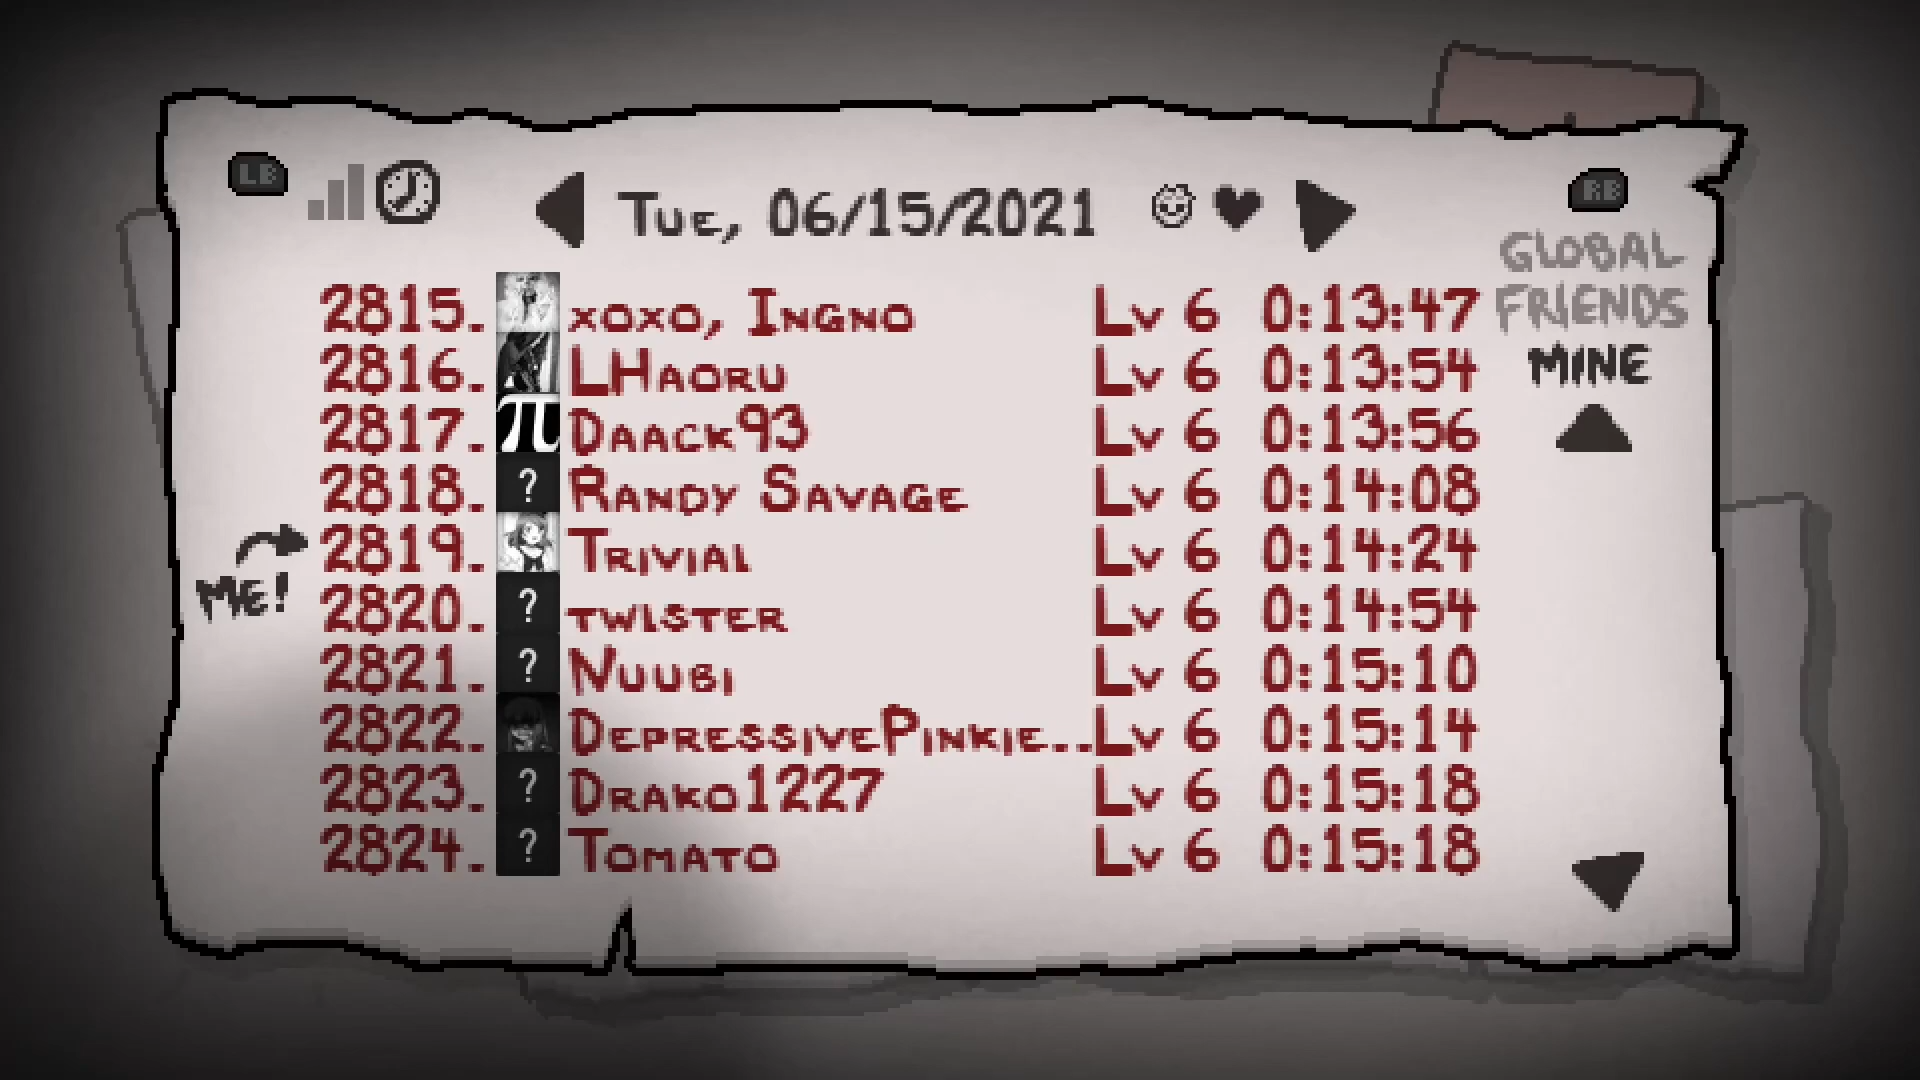 LB
Tue, 06/15/2021
RB
GLOBAL
FRIENDS
MINE
2815. xoxo, Ingno Lv 6 0:13:47
2816. LHaoru Lv 6 0:13:54
2817. π Daack93 Lv 6 0:13:56
2818. ? Randy Savage Lv 6 0:14:08
ME!
2819. Trivial Lv 6 0:14:24
2820. ? twister Lv 6 0:14:54
2821. ? Nuubi Lv 6 0:15:10
2822. DepressivePinkie.. Lv 6 0:15:14
2823. ? Drako1227 Lv 6 0:15:18
2824. ? Tomato Lv 6 0:15:18